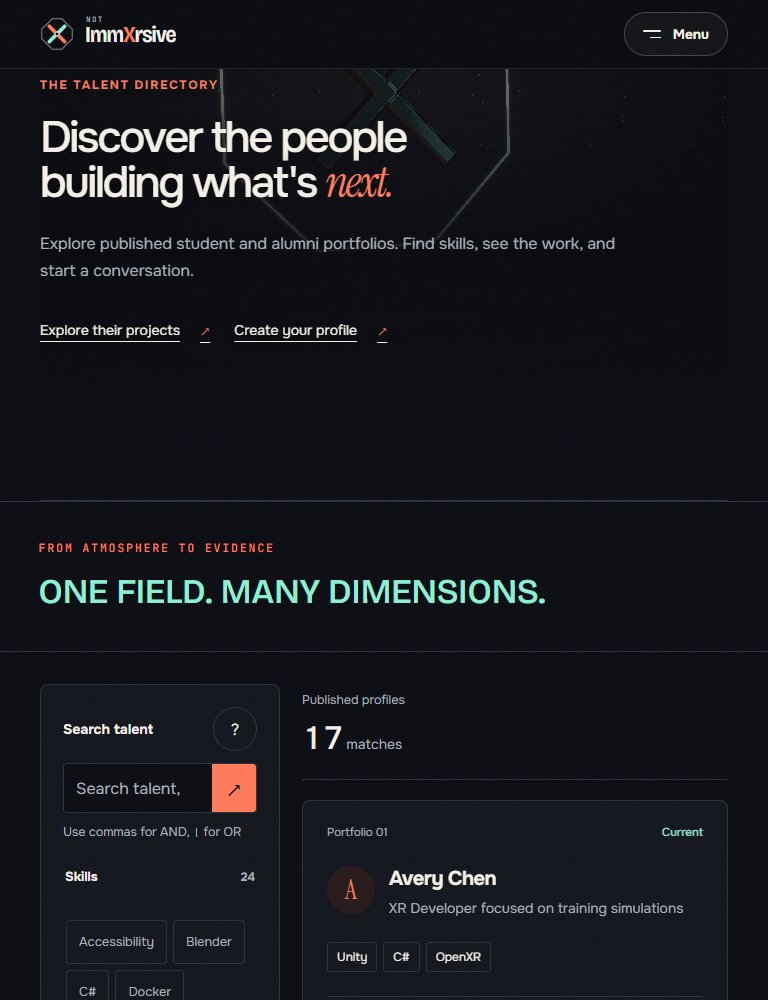 NOT
ImmXrsive
Menu
THE TALENT DIRECTORY
Discover the people
building what's next.
Explore published student and alumni portfolios. Find skills, see the work, and
start a conversation.
Explore their projects ↗ Create your profile ↗
FROM ATMOSPHERE TO EVIDENCE
ONE FIELD. MANY DIMENSIONS.
Search talent
?
Search talent,
↗
Use commas for AND, | for OR
Skills
24
Accessibility
Blender
C#
Docker
Published profiles
17 matches
Portfolio 01
Current
A
Avery Chen
XR Developer focused on training simulations
Unity
C#
OpenXR